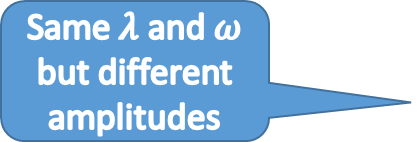 Same λ and ω
but different
amplitudes